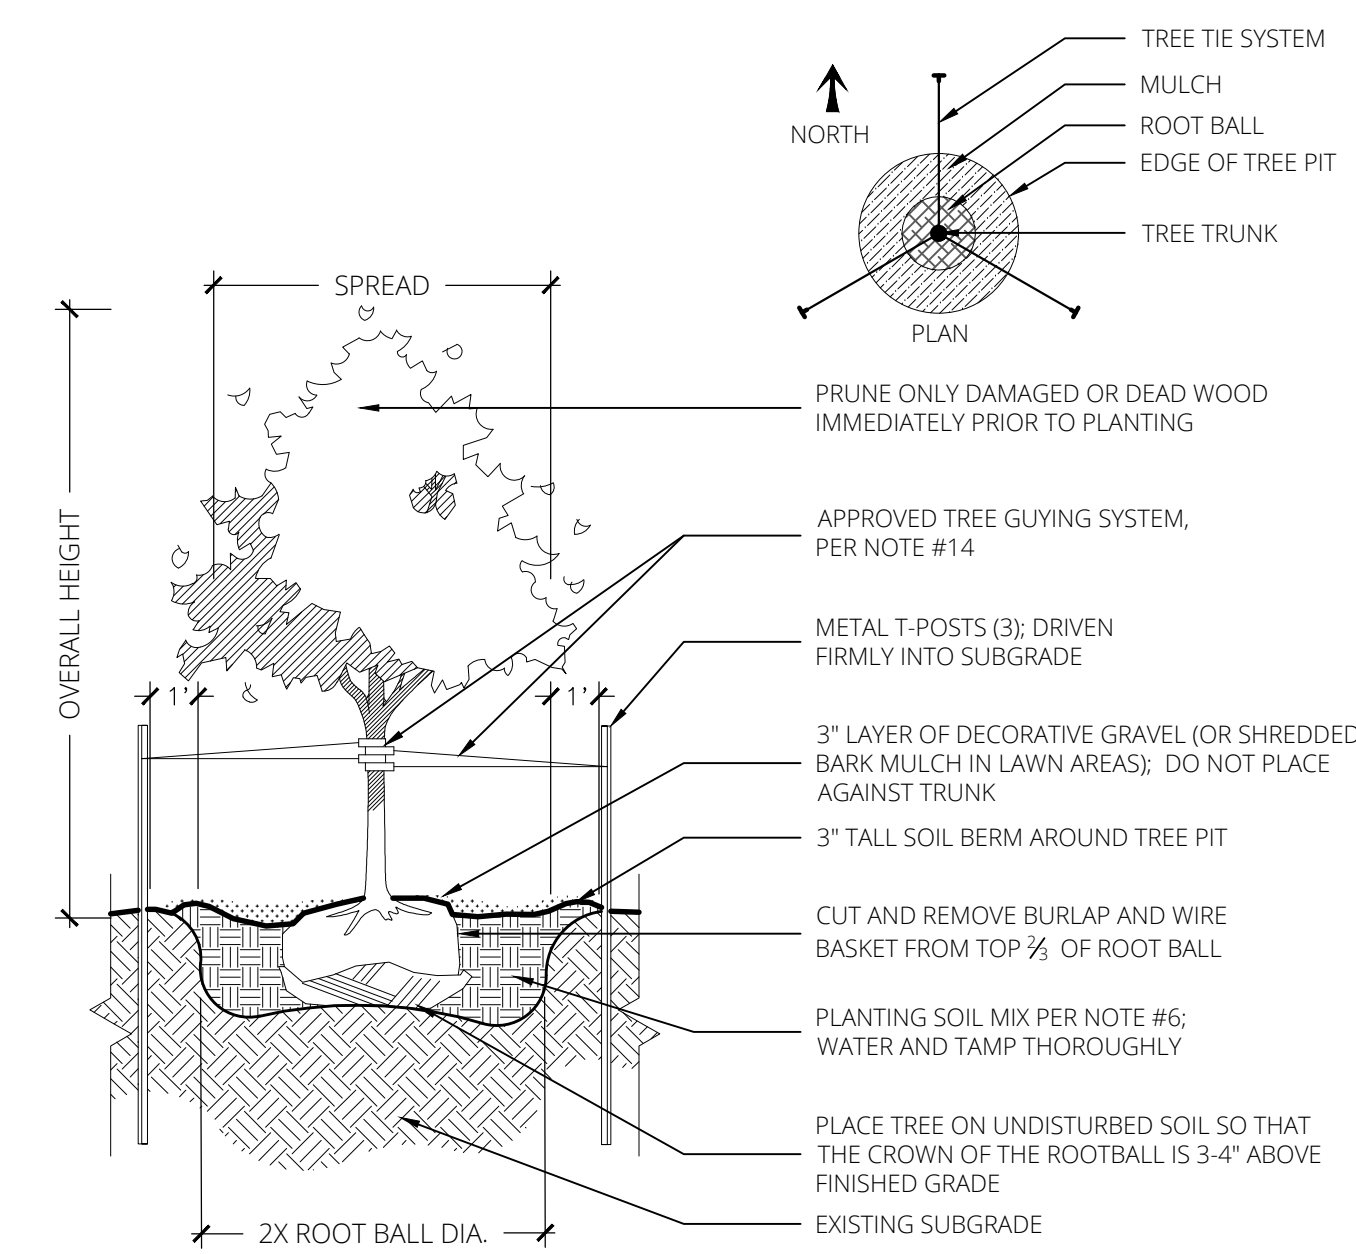 TREE TIE SYSTEM
MULCH
NORTH
ROOT BALL
EDGE OF TREE PIT
TREE TRUNK
PLAN
SPREAD
OVERALL HEIGHT
PRUNE ONLY DAMAGED OR DEAD WOOD
IMMEDIATELY PRIOR TO PLANTING
APPROVED TREE GUYING SYSTEM,
PER NOTE #14
METAL T-POSTS (3); DRIVEN
FIRMLY INTO SUBGRADE
1'
1'
3" LAYER OF DECORATIVE GRAVEL (OR SHREDDED
BARK MULCH IN LAWN AREAS); DO NOT PLACE
AGAINST TRUNK
3" TALL SOIL BERM AROUND TREE PIT
CUT AND REMOVE BURLAP AND WIRE
BASKET FROM TOP ⅔ OF ROOT BALL
PLANTING SOIL MIX PER NOTE #6;
WATER AND TAMP THOROUGHLY
PLACE TREE ON UNDISTURBED SOIL SO THAT
THE CROWN OF THE ROOTBALL IS 3-4" ABOVE
FINISHED GRADE
EXISTING SUBGRADE
2X ROOT BALL DIA.